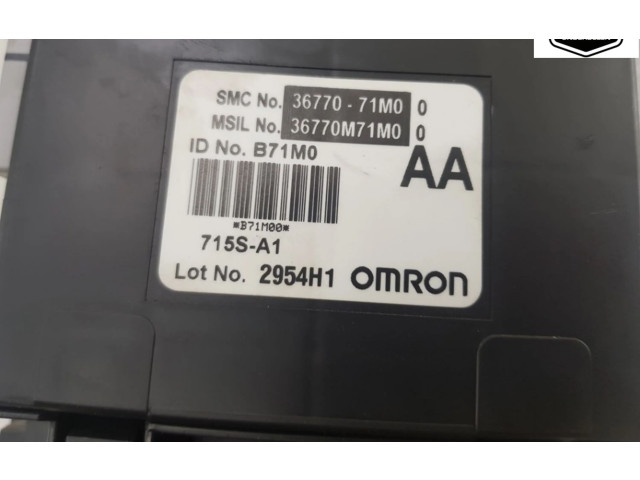 SMC No. 36770 - 71M0 0
MSIL No. 36770M71M0 0
ID No. B71M0
AA
*B71M00*
715S-A1
Lot No. 2954H1 OMRON